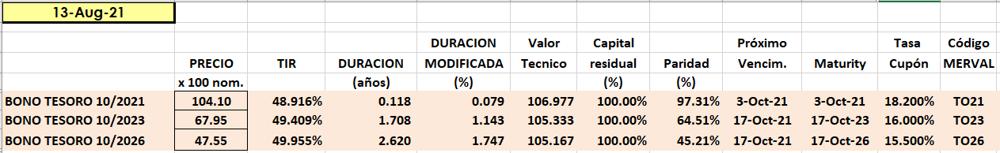 13-Aug-21
DURACION Valor Capital Próximo Tasa Código
PRECIO TIR DURACION MODIFICADA Tecnico residual Paridad Vencim. Maturity Cupón MERVAL
x 100 nom. (años) (%) (%) (%)
BONO TESORO 10/2021 104.10 48.916% 0.118 0.079 106.977 100.00% 97.31% 3-Oct-21 3-Oct-21 18.200% TO21
BONO TESORO 10/2023 67.95 49.409% 1.708 1.143 105.333 100.00% 64.51% 17-Oct-21 17-Oct-23 16.000% TO23
BONO TESORO 10/2026 47.55 49.955% 2.620 1.747 105.167 100.00% 45.21% 17-Oct-21 17-Oct-26 15.500% TO26